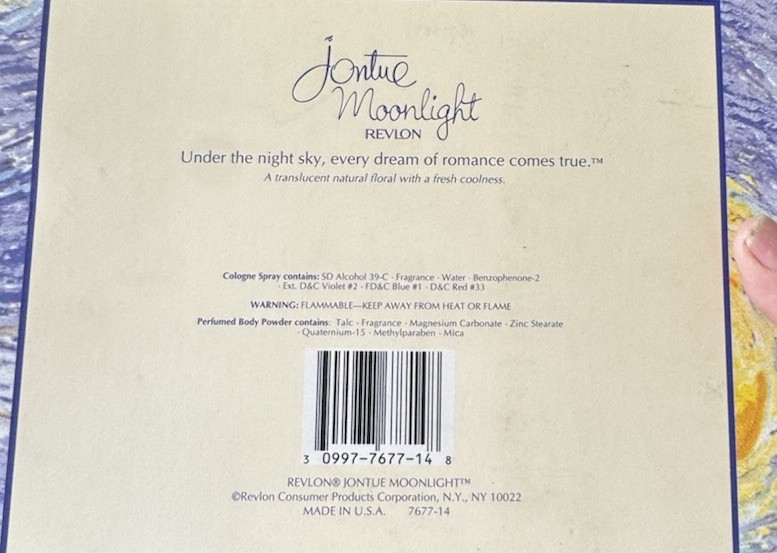 Jontue
Moonlight
REVLON
Under the night sky, every dream of romance comes true.™
A translucent natural floral with a fresh coolness.
Cologne Spray contains: SD Alcohol 39-C - Fragrance - Water - Benzophenone-2
- Ext. D&C Violet #2 - FD&C Blue #1 - D&C Red #33
WARNING: FLAMMABLE—KEEP AWAY FROM HEAT OR FLAME
Perfumed Body Powder contains: Talc - Fragrance - Magnesium Carbonate - Zinc Stearate
- Quaternium-15 - Methylparaben - Mica
3 0997-7677-14 8
REVLON® JONTUE MOONLIGHT™
©Revlon Consumer Products Corporation, N.Y., NY 10022
MADE IN U.S.A. 7677-14